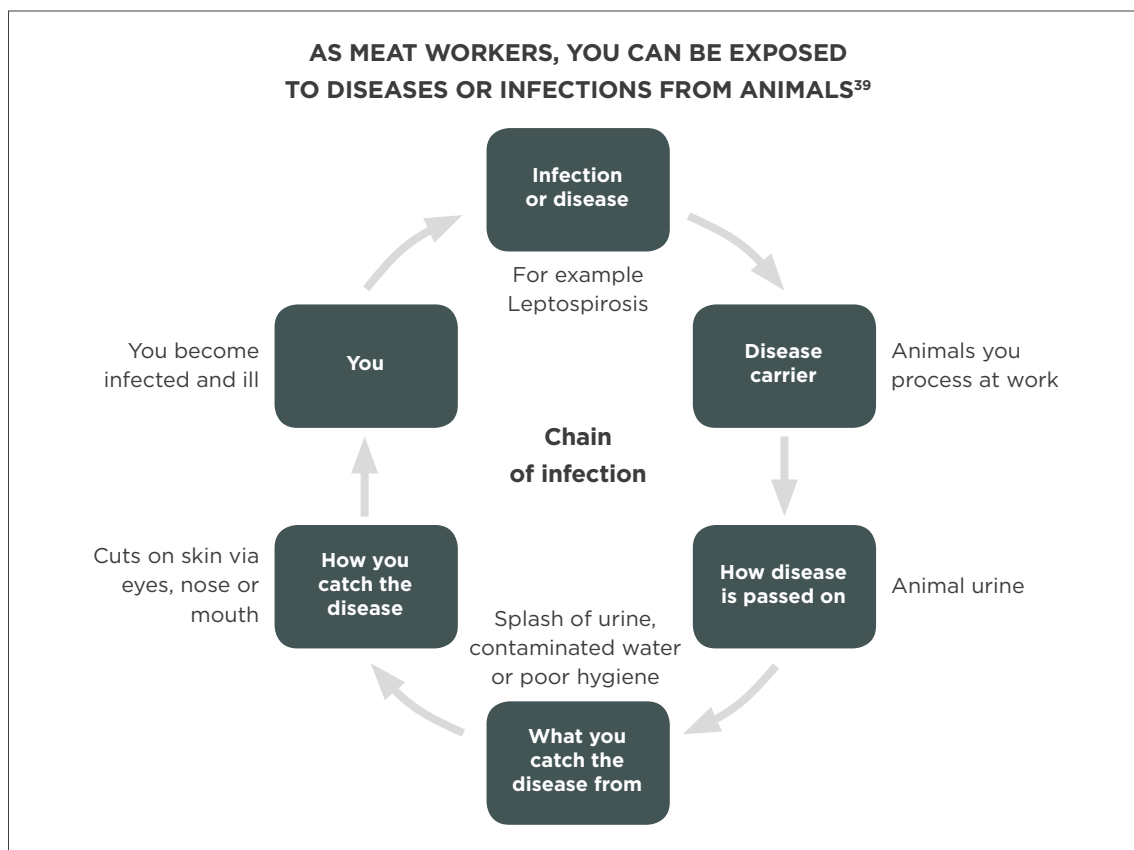 AS MEAT WORKERS, YOU CAN BE EXPOSED
TO DISEASES OR INFECTIONS FROM ANIMALS³⁹
Infection
or disease
For example
Leptospirosis
Disease
carrier
Animals you
process at work
How disease
is passed on
Animal urine
What you
catch the
disease from
Splash of urine,
contaminated water
or poor hygiene
How you
catch the
disease
Cuts on skin via
eyes, nose or
mouth
You
You become
infected and ill
Chain
of infection